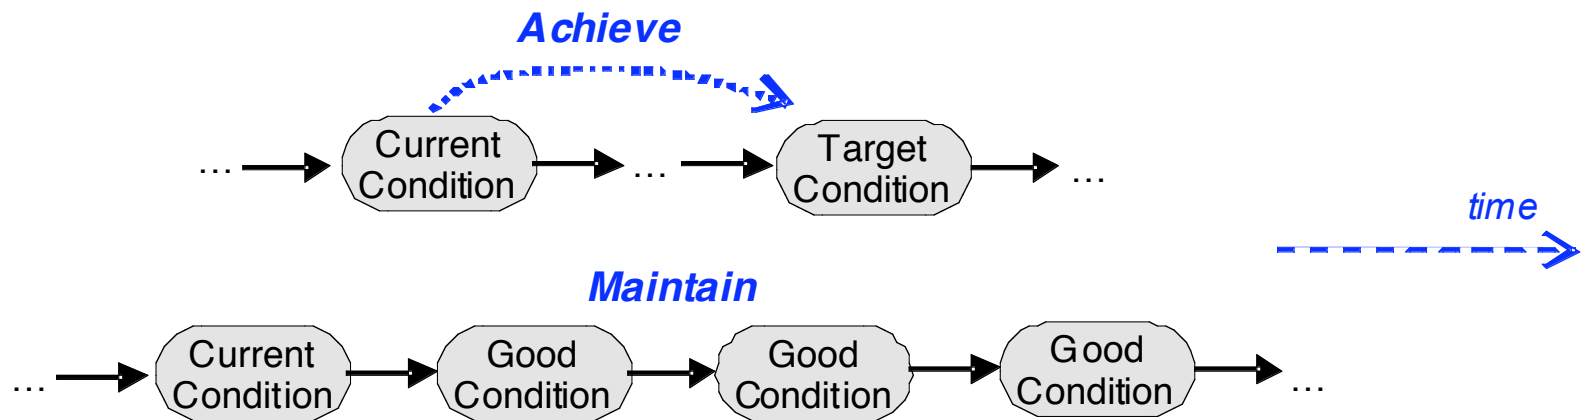 Achieve
... Current Condition ... Target Condition ...
time
Maintain
... Current Condition Good Condition Good Condition Good Condition ...